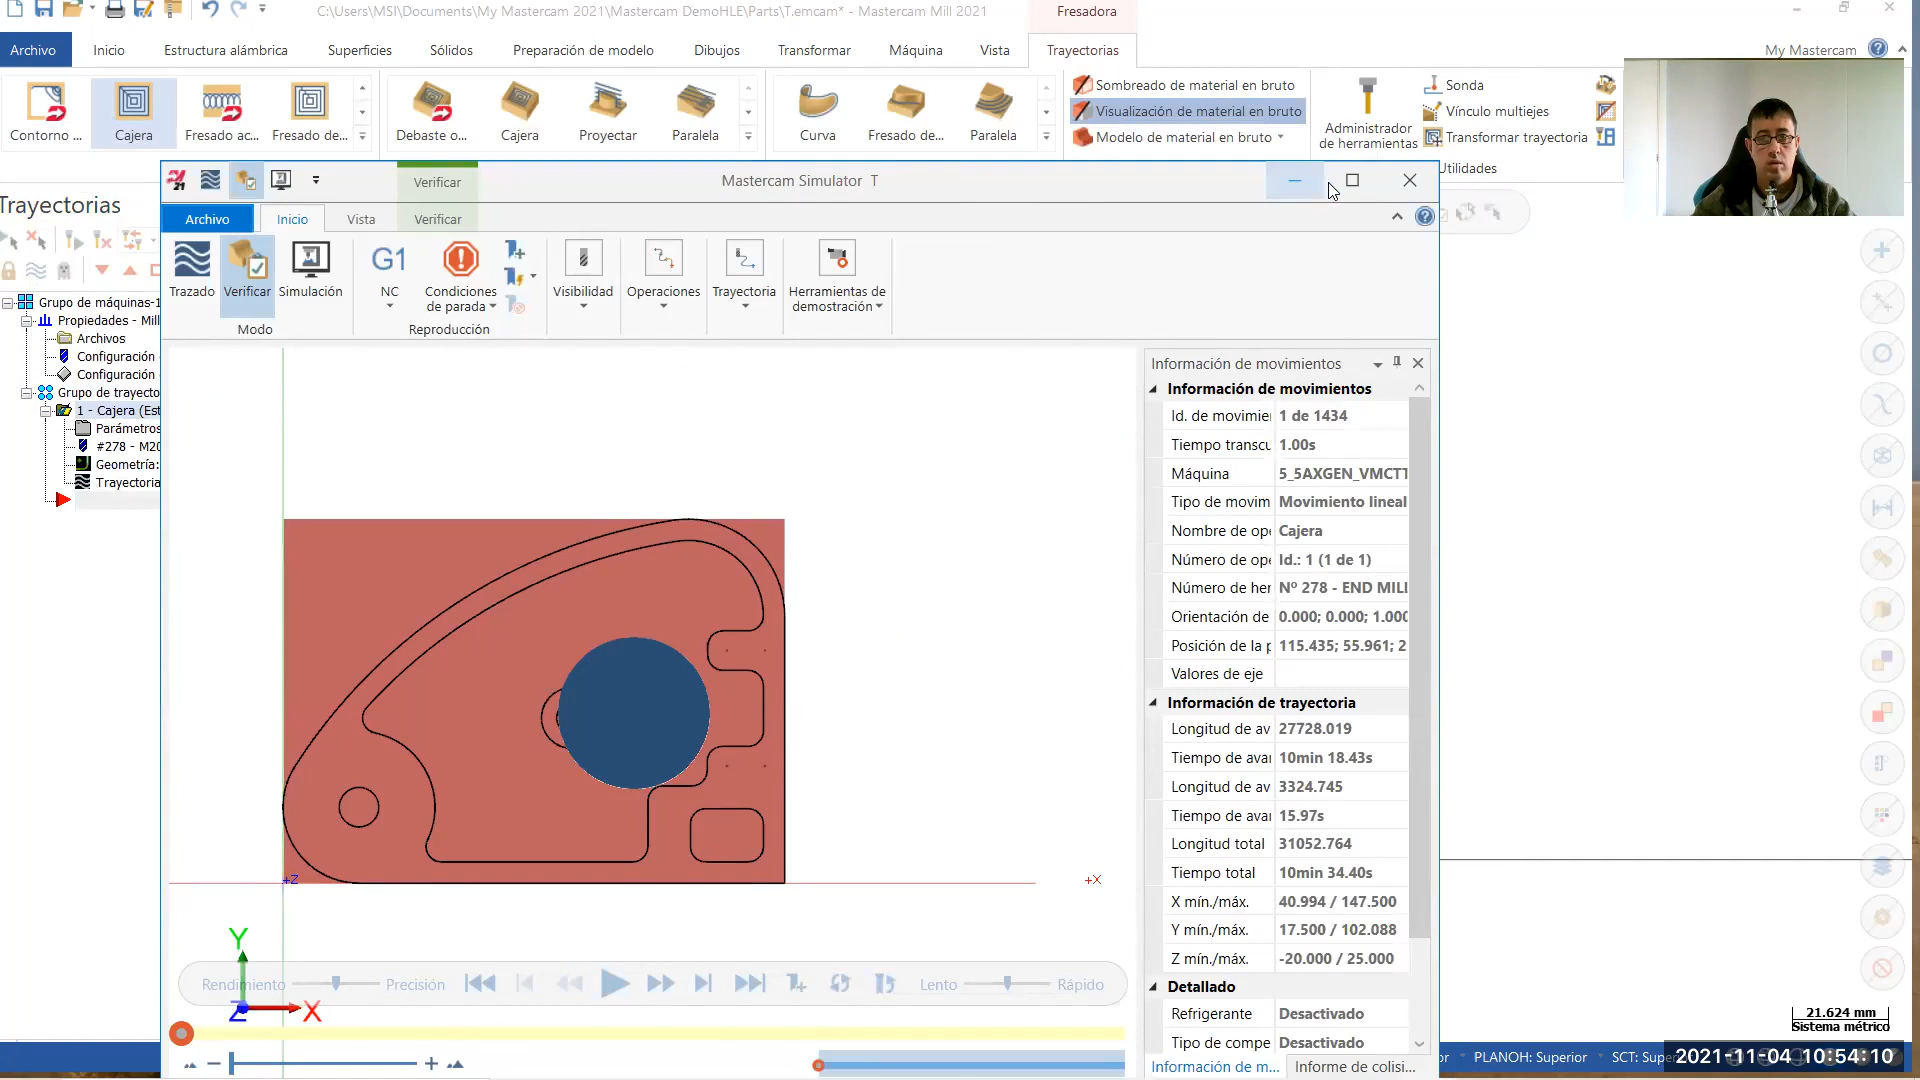 C:\Users\MSI\Documents\My Mastercam 2021\Mastercam DemoHLE\Parts\T.emcam* - Mastercam Mill 2021
Fresadora
Archivo
Inicio
Estructura alámbrica
Superficies
Sólidos
Preparación de modelo
Dibujos
Transformar
Máquina
Vista
Trayectorias
My Mastercam
Contorno ...
Cajera
Fresado ac...
Fresado de...
Debaste o...
Cajera
Proyectar
Paralela
Curva
Fresado de...
Paralela
Sombreado de material en bruto
Visualización de material en bruto
Modelo de material en bruto
Administrador
de herramientas
Sonda
Vínculo multiejes
Transformar trayectoria
Utilidades
Trayectorias
Grupo de máquinas-1
Propiedades - Mill
Archivos
Configuración
Configuración
Grupo de trayecto
1 - Cajera (Est
Parámetros
#278 - M20
Geometría:
Trayectoria
Verificar
Mastercam Simulator T
Archivo
Inicio
Vista
Verificar
Trazado
Verificar
Simulación
Modo
G1
NC
Condiciones
de parada
Reproducción
Visibilidad
Operaciones
Trayectoria
Herramientas de
demostración
+Z
+X
Y
Z
X
Rendimiento
Precisión
Lento
Rápido
Información de movimientos
Información de movimientos
Id. de movimie 1 de 1434
Tiempo transcu 1.00s
Máquina 5_5AXGEN_VMCTT
Tipo de movim Movimiento lineal
Nombre de ope Cajera
Número de ope Id.: 1 (1 de 1)
Número de her Nº 278 - END MILL
Orientación de 0.000; 0.000; 1.000
Posición de la p 115.435; 55.961; 2
Valores de eje
Información de trayectoria
Longitud de av 27728.019
Tiempo de avan 10min 18.43s
Longitud de av 3324.745
Tiempo de avan 15.97s
Longitud total 31052.764
Tiempo total 10min 34.40s
X mín./máx. 40.994 / 147.500
Y mín./máx. 17.500 / 102.088
Z mín./máx. -20.000 / 25.000
Detallado
Refrigerante Desactivado
Tipo de compe Desactivado
Información de m...
Informe de colisi...
21.624 mm
Sistema métrico
PLANOH: Superior
SCT: Supe
2021-11-04 10:54:10